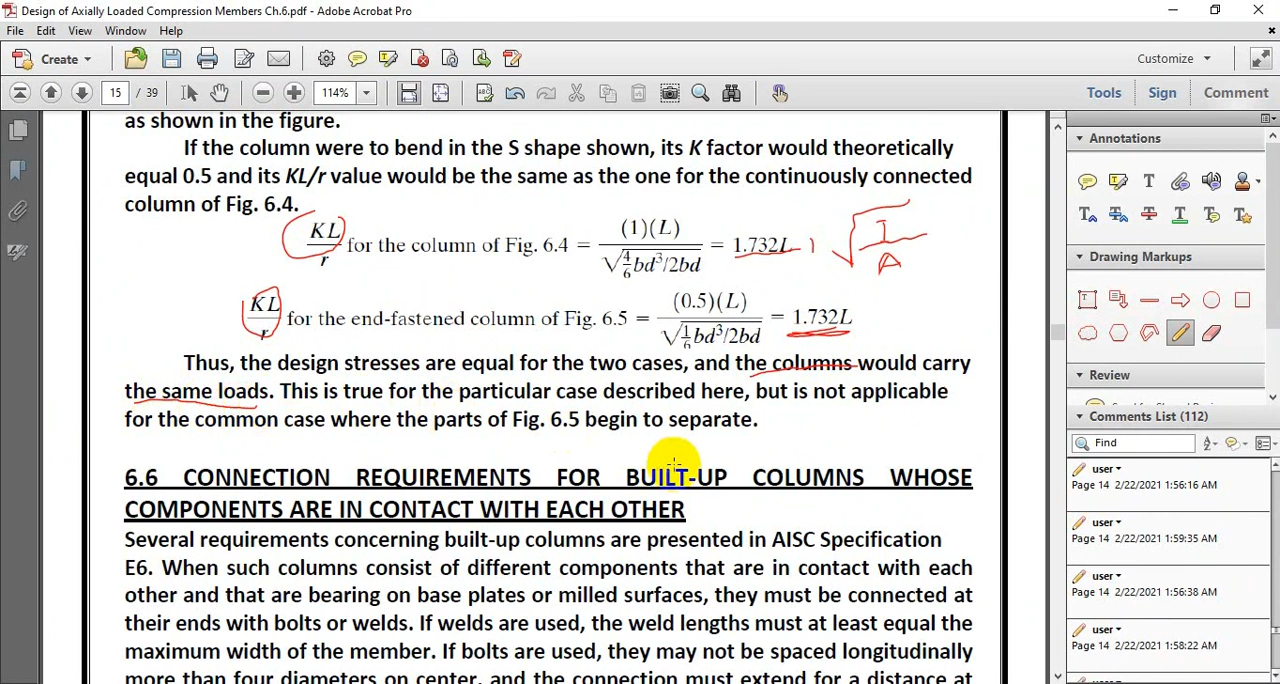 Design of Axially Loaded Compression Members Ch.6.pdf - Adobe Acrobat Pro
File Edit View Window Help
Create Customize
15 / 39 114% Tools Sign Comment
as shown in the figure.
If the column were to bend in the S shape shown, its K factor would theoretically
equal 0.5 and its KL/r value would be the same as the one for the continuously connected
column of Fig. 6.4.
KL/r for the column of Fig. 6.4 = (1)(L)/√(4/6 bd³/2bd) = 1.732L √(I/A)
KL/r for the end-fastened column of Fig. 6.5 = (0.5)(L)/√(1/6 bd³/2bd) = 1.732L
Thus, the design stresses are equal for the two cases, and the columns would carry
the same loads. This is true for the particular case described here, but is not applicable
for the common case where the parts of Fig. 6.5 begin to separate.
6.6 CONNECTION REQUIREMENTS FOR BUILT-UP COLUMNS WHOSE
COMPONENTS ARE IN CONTACT WITH EACH OTHER
Several requirements concerning built-up columns are presented in AISC Specification
E6. When such columns consist of different components that are in contact with each
other and that are bearing on base plates or milled surfaces, they must be connected at
their ends with bolts or welds. If welds are used, the weld lengths must at least equal the
maximum width of the member. If bolts are used, they may not be spaced longitudinally
more than four diameters on center, and the connection must extend for a distance at
Annotations
Drawing Markups
Review
Comments List (112)
Find
user
Page 14 2/22/2021 1:56:16 AM
user
Page 14 2/22/2021 1:59:35 AM
user
Page 14 2/22/2021 1:56:38 AM
user
Page 14 2/22/2021 1:58:22 AM